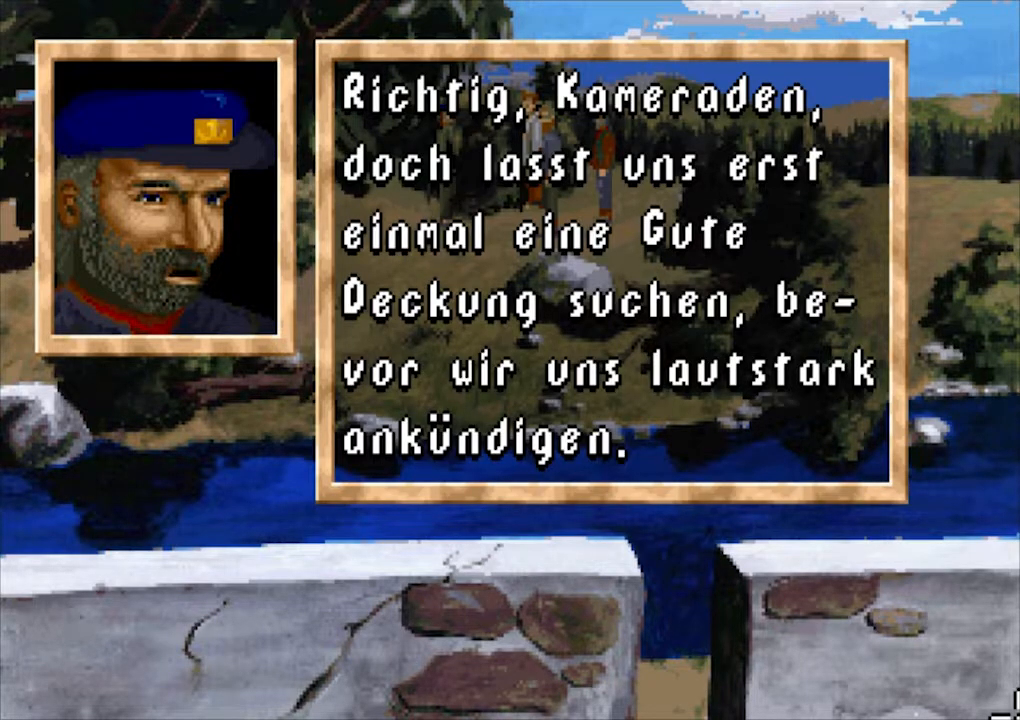 Richtig, Kameraden,
doch lasst uns erst
einmal eine Gute
Deckung suchen, be-
vor wir uns lautstark
ankündigen.